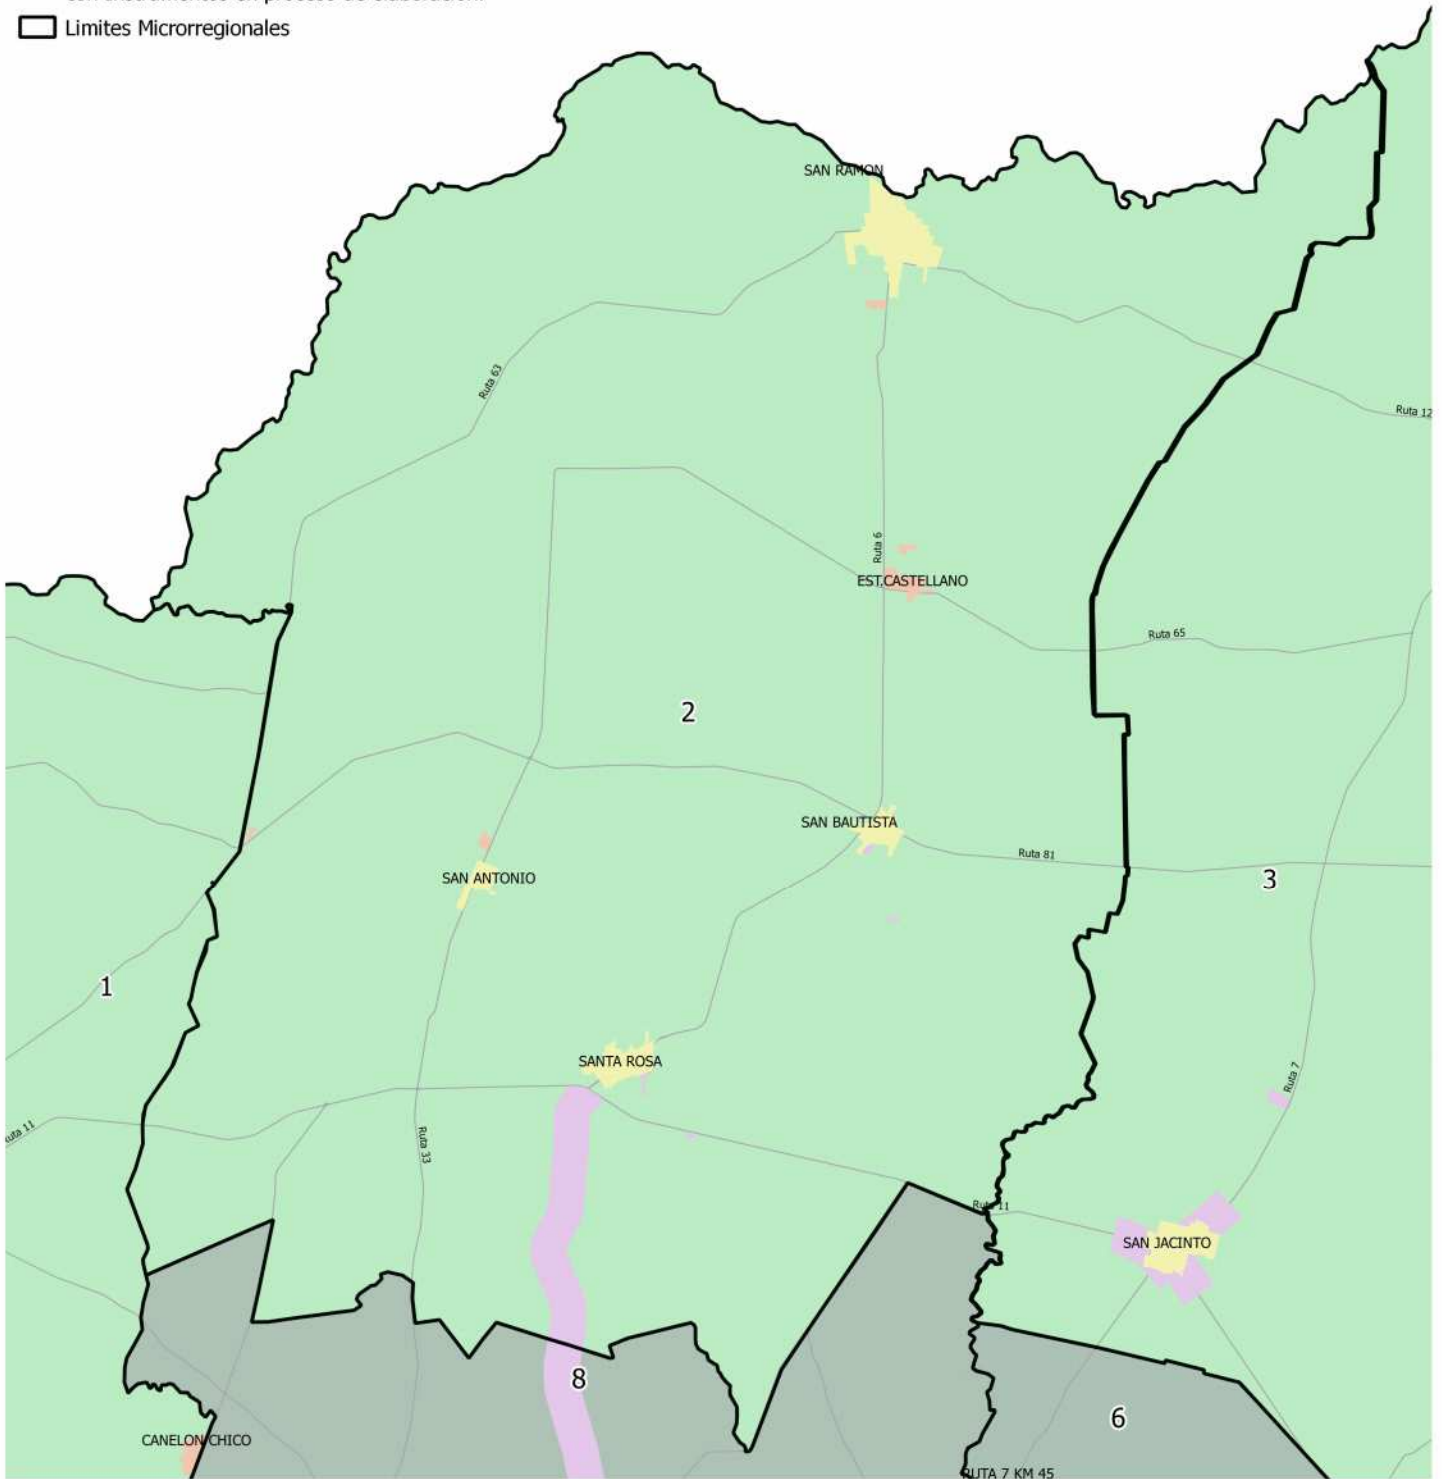 Limites Microrregionales
SAN RAMON
Ruta 63
Ruta 12
Ruta 6
EST.CASTELLANO
Ruta 65
2
SAN BAUTISTA
Ruta 81
SAN ANTONIO
3
1
SANTA ROSA
Ruta 7
Ruta 11
Ruta 33
Ruta 11
SAN JACINTO
8
6
CANELON CHICO
RUTA 7 KM 45